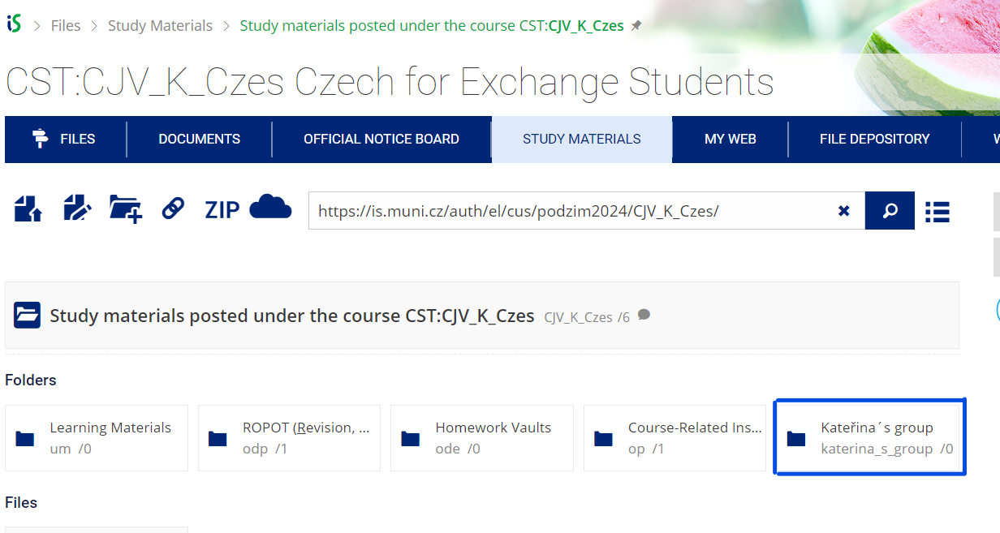 iS > Files > Study Materials > Study materials posted under the course CST:CJV_K_Czes
CST:CJV_K_Czes Czech for Exchange Students
FILES DOCUMENTS OFFICIAL NOTICE BOARD STUDY MATERIALS MY WEB FILE DEPOSITORY
ZIP https://is.muni.cz/auth/el/cus/podzim2024/CJV_K_Czes/
Study materials posted under the course CST:CJV_K_Czes CJV_K_Czes /6
Folders
Learning Materials
um /0
ROPOT (Revision, ...
odp /1
Homework Vaults
ode /0
Course-Related Ins...
op /1
Kateřina´s group
katerina_s_group /0
Files